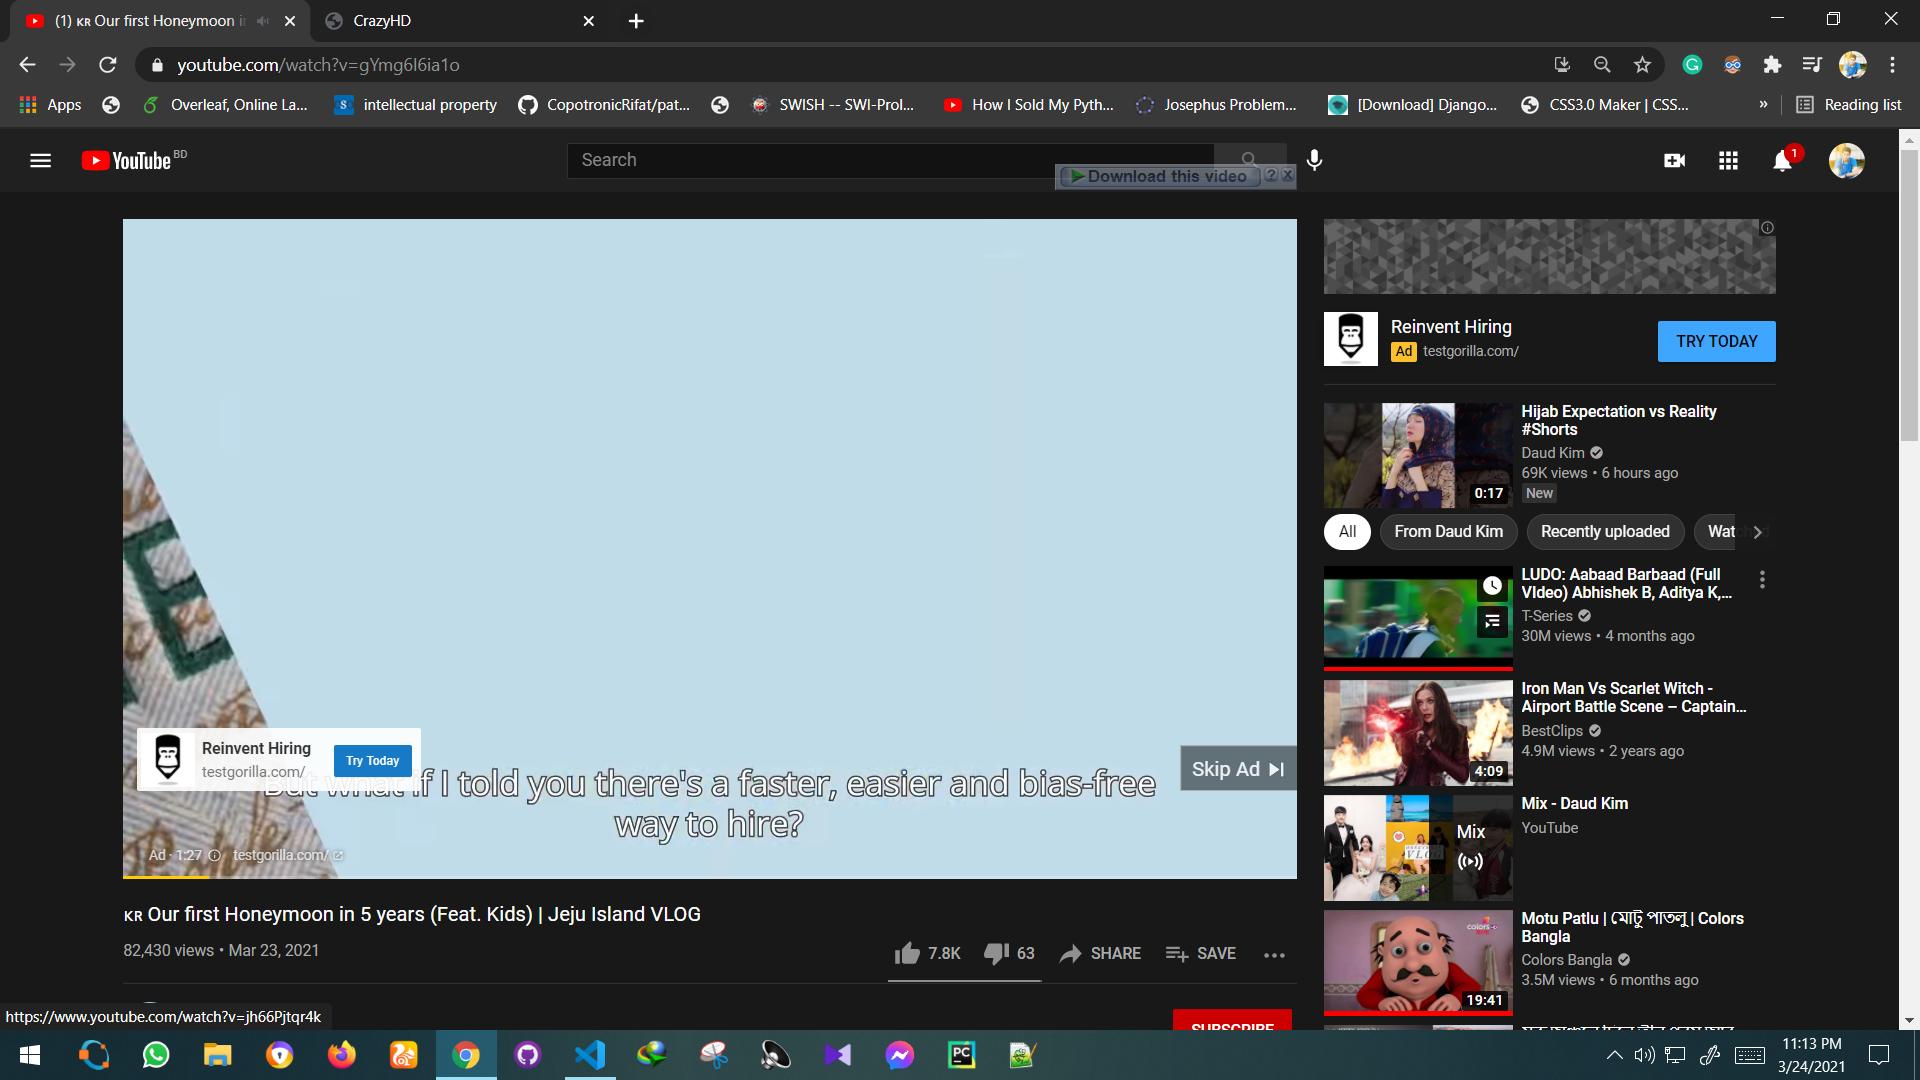 (1) ᴋʀ Our first Honeymoon i
CrazyHD
youtube.com/watch?v=gYmg6I6ia1o
Apps
Overleaf, Online La...
intellectual property
CopotronicRifat/pat...
SWISH -- SWI-Prol...
How I Sold My Pyth...
Josephus Problem...
[Download] Django...
CSS3.0 Maker | CSS...
»
Reading list
YouTube BD
Search
Download this video
1
Reinvent Hiring
Ad testgorilla.com/
TRY TODAY
Hijab Expectation vs Reality
#Shorts
Daud Kim
69K views • 6 hours ago
New
0:17
All
From Daud Kim
Recently uploaded
LUDO: Aabaad Barbaad (Full
VIdeo) Abhishek B, Aditya K,...
T-Series
30M views • 4 months ago
Iron Man Vs Scarlet Witch -
Airport Battle Scene – Captain...
BestClips
4.9M views • 2 years ago
4:09
Mix - Daud Kim
YouTube
Mix
Motu Patlu | মোটু পাতলু | Colors
Bangla
Colors Bangla
3.5M views • 6 months ago
19:41
Reinvent Hiring
testgorilla.com/
Try Today
Skip Ad
But what if I told you there's a faster, easier and bias-free
way to hire?
Ad · 1:27
testgorilla.com/
ᴋʀ Our first Honeymoon in 5 years (Feat. Kids) | Jeju Island VLOG
82,430 views • Mar 23, 2021
7.8K
63
SHARE
SAVE
SUBSCRIBE
https://www.youtube.com/watch?v=jh66Pjtqr4k
11:13 PM
3/24/2021